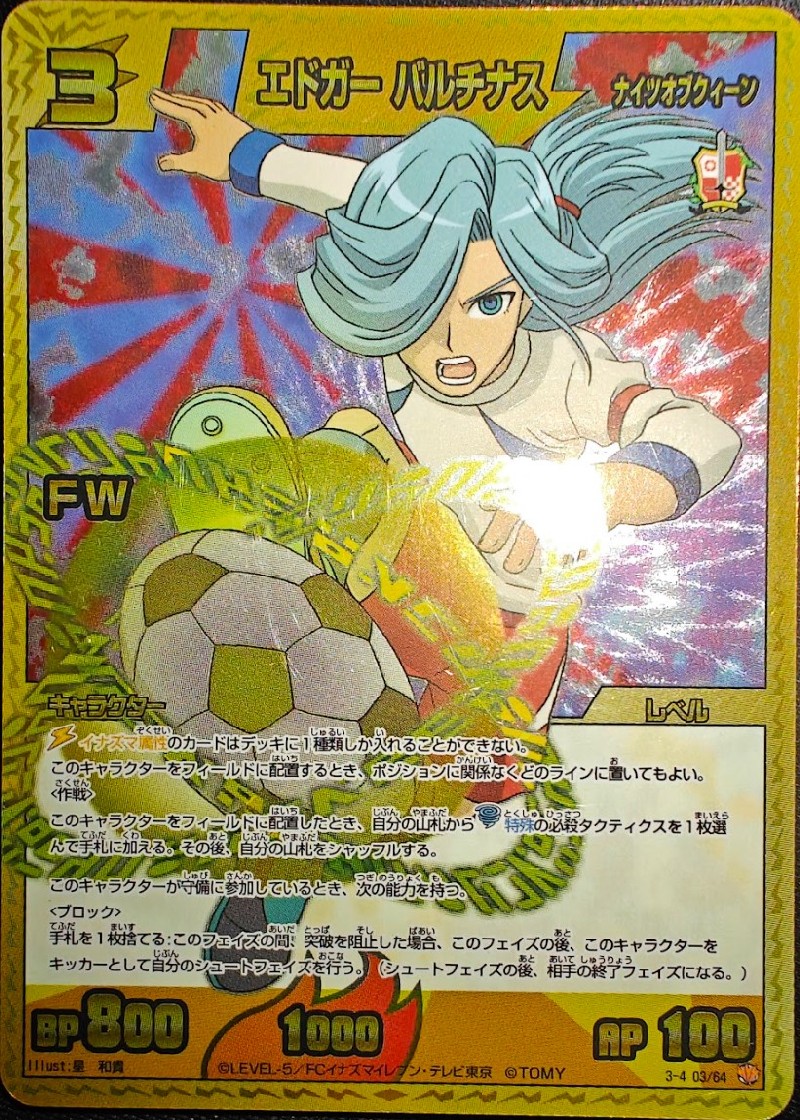 3
エドガー バルチナス
ナイツオブクィーン
FW
キャラクター
レベル
イナズマ属性のカードはデッキに1種類しか入れることができない。
このキャラクターをフィールドに配置するとき、ポジションに関係なくどのラインに置いてもよい。
<作戦>
このキャラクターをフィールドに配置したとき、自分の山札から 特殊の必殺タクティクスを1枚選
んで手札に加える。その後、自分の山札をシャッフルする。
このキャラクターが守備に参加しているとき、次の能力を持つ。
<ブロック>
手札を1枚捨てる:このフェイズの間、突破を阻止した場合、このフェイズの後、このキャラクターを
キッカーとして自分のシュートフェイズを行う。(シュートフェイズの後、相手の終了フェイズになる。)
BP 800
1000
AP 100
Illust:星 和貴
©LEVEL-5/FCイナズマイレブン・テレビ東京 ©TOMY
3-4 03/64